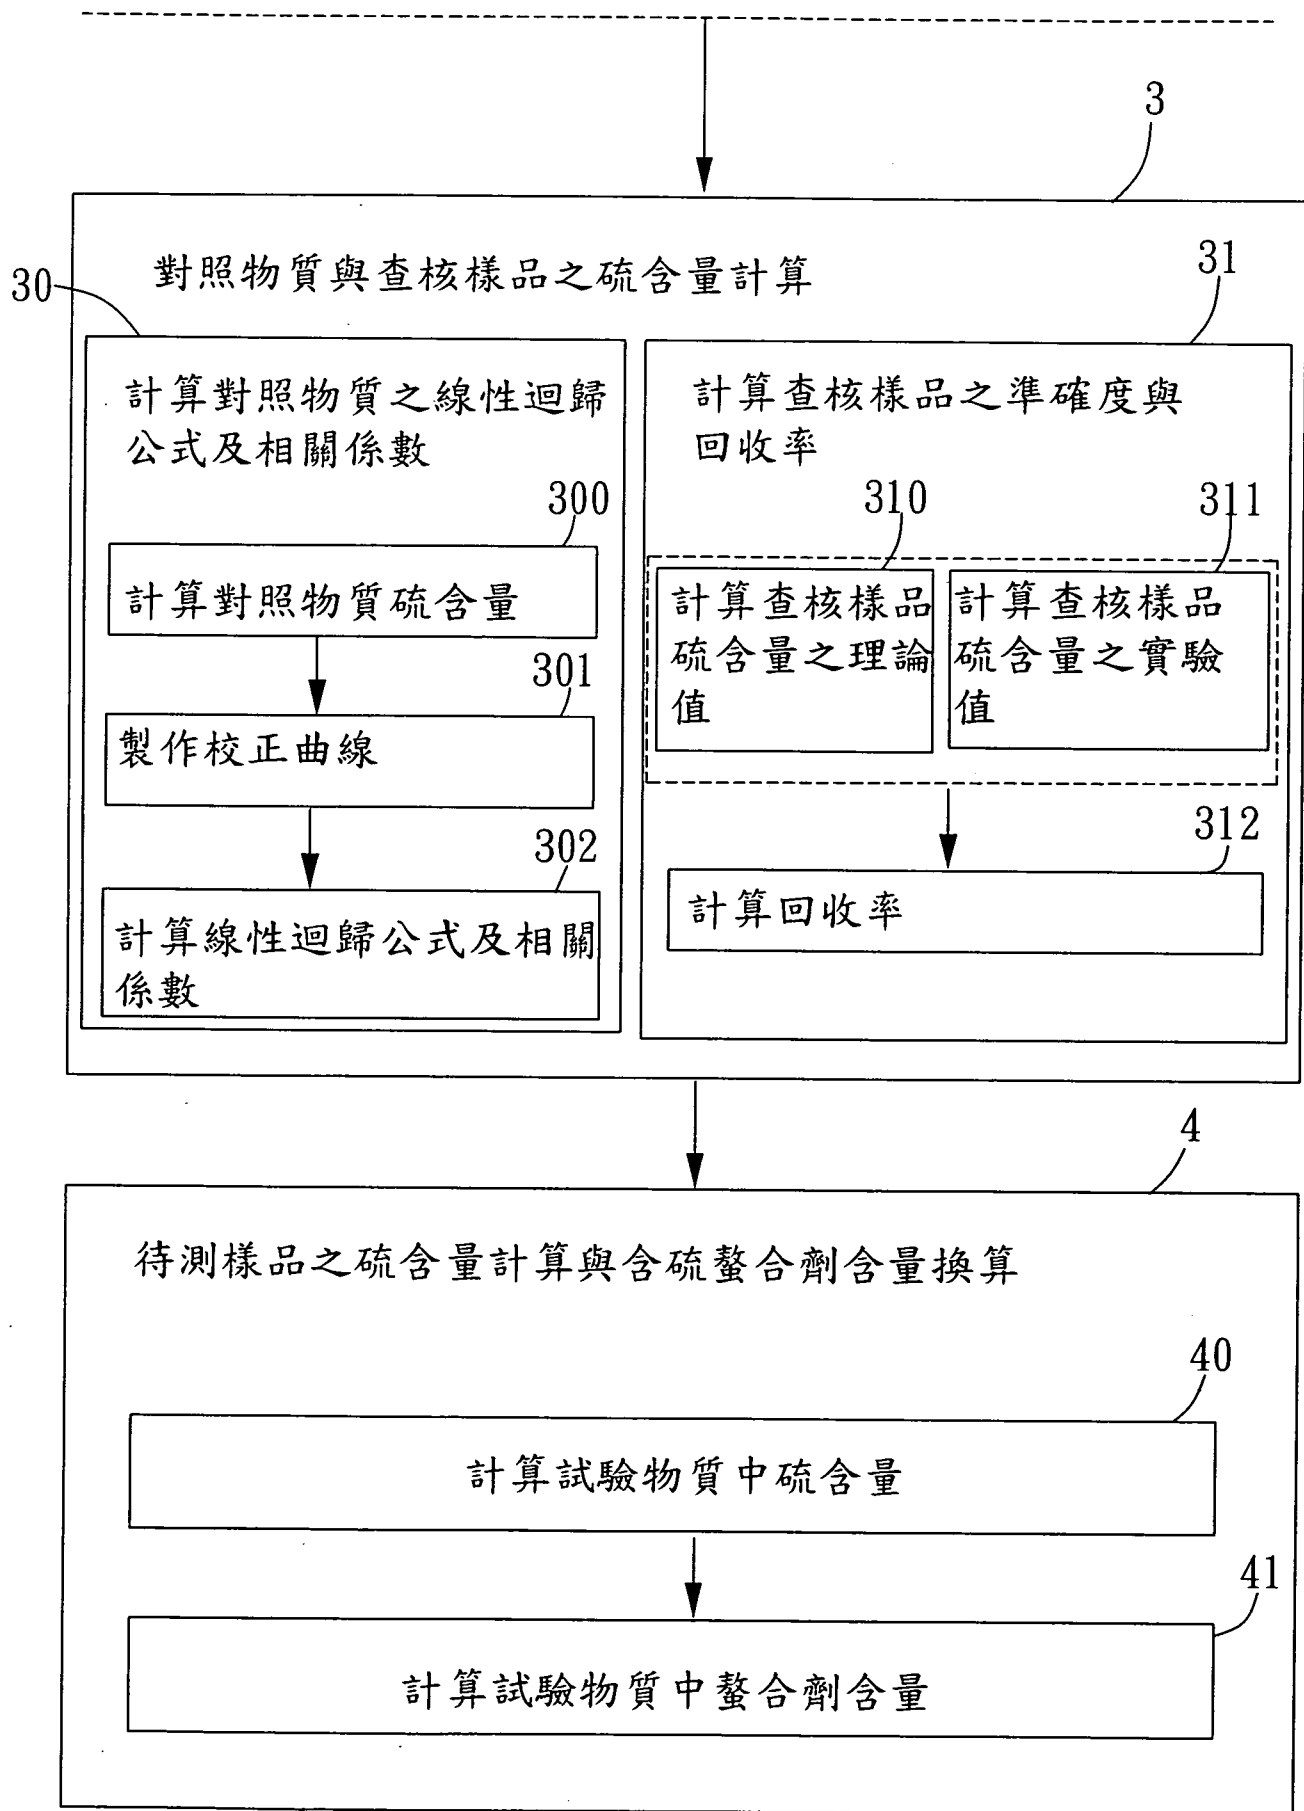 3
對照物質與查核樣品之硫含量計算
30
31
計算對照物質之線性迴歸
公式及相關係數
300
計算對照物質硫含量
301
製作校正曲線
302
計算線性迴歸公式及相關
係數
計算查核樣品之準確度與
回收率
310
311
計算查核樣品
硫含量之理論
值
計算查核樣品
硫含量之實驗
值
312
計算回收率
4
待測樣品之硫含量計算與含硫螯合劑含量換算
40
計算試驗物質中硫含量
41
計算試驗物質中螯合劑含量